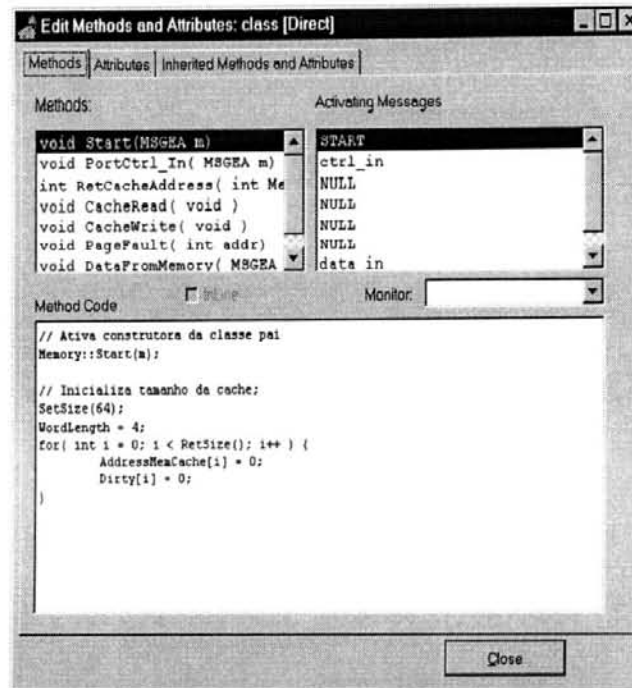 Edit Methods and Attributes: class [Direct]
Methods Attributes Inherited Methods and Attributes
Methods: Activating Messages
void Start(MSGEA m) START
void PortCtrl_In( MSGEA m) ctrl_in
int RetCacheAddress( int Me NULL
void CacheRead( void ) NULL
void CacheWrite( void ) NULL
void PageFault( int addr) NULL
void DataFromMemory( MSGEA data in
Method Code Inline Monitor:
// Ativa construtora da classe pai
Memory::Start(m);
// Inicializa tamanho da cache;
SetSize(64);
WordLength = 4;
for( int i = 0; i < RetSize(); i++ ) {
AddressMemCache[i] = 0;
Dirty[i] = 0;
}
Close